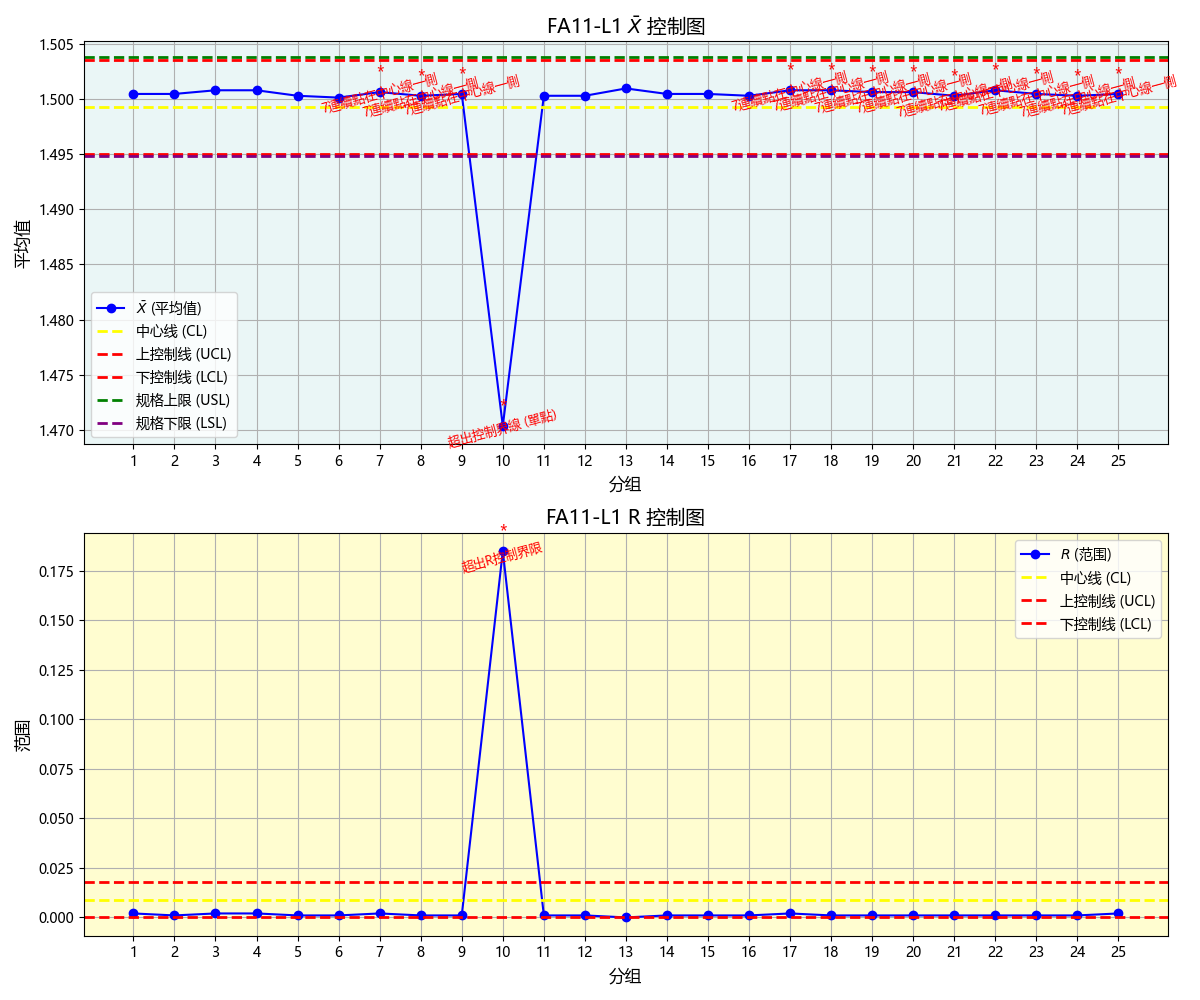 FA11-L1 X̄ 控制图
1.505
1.500
1.495
1.490
1.485
1.480
1.475
1.470
平均值
* * * * * * * * * * * *
X̄ (平均值)
中心线 (CL)
上控制线 (UCL)
下控制线 (LCL)
规格上限 (USL)
规格下限 (LSL)
*
超出控制界線 (單點)
1 2 3 4 5 6 7 8 9 10 11 12 13 14 15 16 17 18 19 20 21 22 23 24 25
分组
FA11-L1 R 控制图
*
超出R控制界限
0.175
0.150
0.125
0.100
0.075
0.050
0.025
0.000
范围
R (范围)
中心线 (CL)
上控制线 (UCL)
下控制线 (LCL)
1 2 3 4 5 6 7 8 9 10 11 12 13 14 15 16 17 18 19 20 21 22 23 24 25
分组